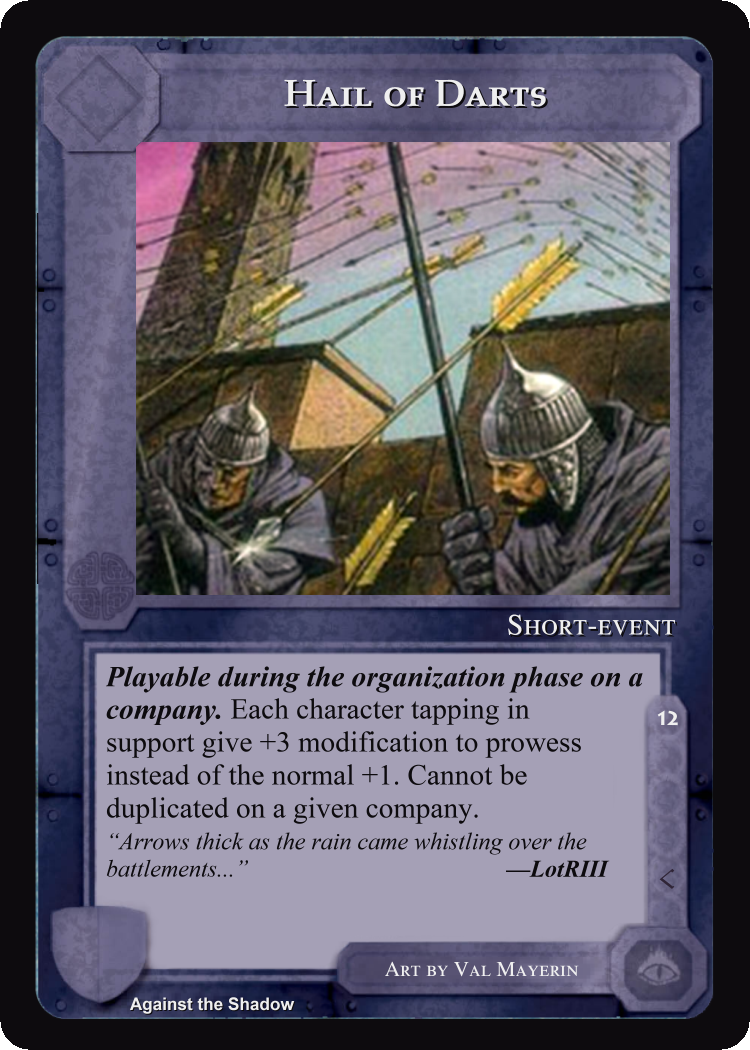 Hail of Darts
Short-event
Playable during the organization phase on a
company. Each character tapping in
support give +3 modification to prowess
instead of the normal +1. Cannot be
duplicated on a given company.
“Arrows thick as the rain came whistling over the
battlements...” —LotRIII
12
<
Art by Val Mayerin
Against the Shadow